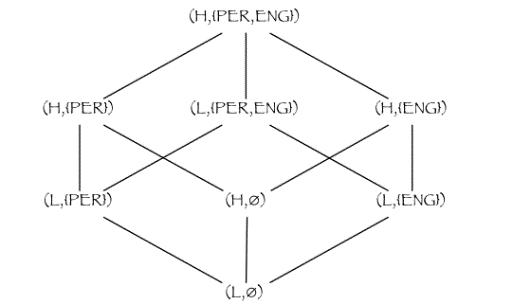 (H,{PER,ENG})
(H,{PER}) (L,{PER,ENG}) (H,{ENG})
(L,{PER}) (H,∅) (L,{ENG})
(L,∅)